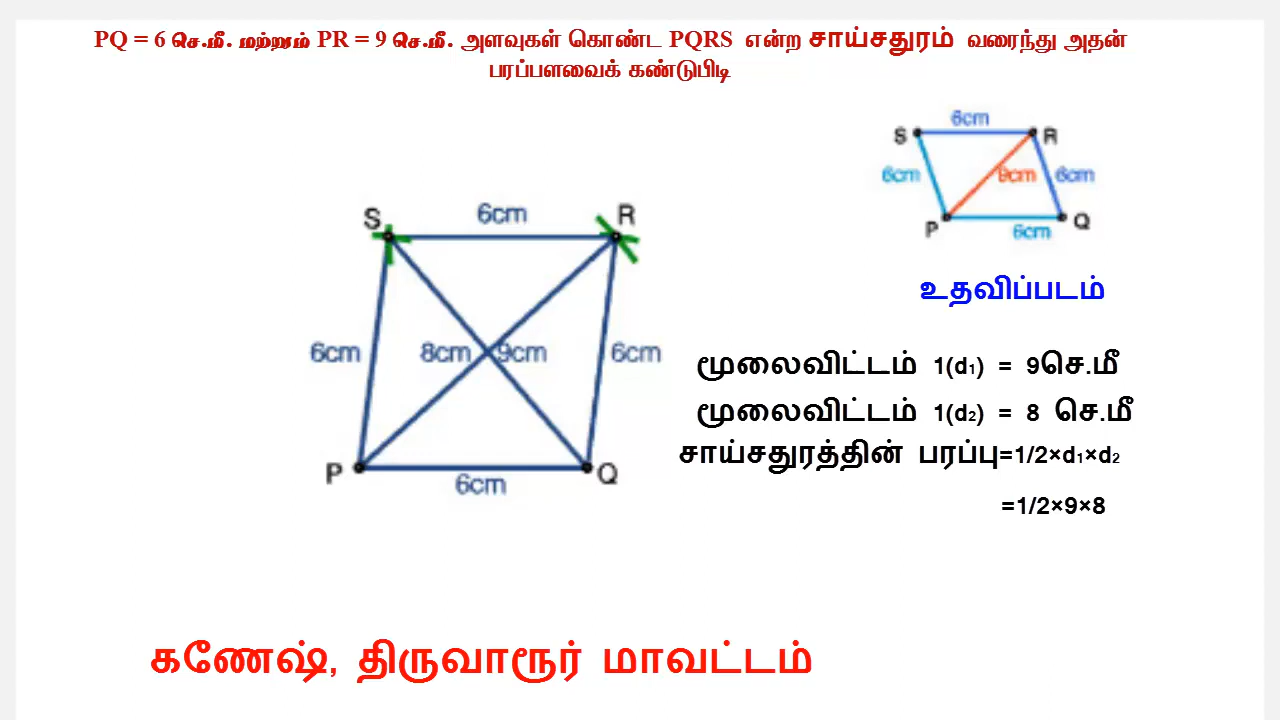 PQ = 6 செ.மீ. மற்றும் PR = 9 செ.மீ. அளவுகள் கொண்ட PQRS என்ற சாய்சதுரம் வரைந்து அதன்
பரப்பளவைக் கண்டுபிடி
6cm
S R
6cm 9cm 6cm
P Q
6cm
உதவிப்படம்
6cm
S R
6cm 8cm 9cm 6cm
P Q
6cm
மூலைவிட்டம் 1(d₁) = 9செ.மீ
மூலைவிட்டம் 1(d₂) = 8 செ.மீ
சாய்சதுரத்தின் பரப்பு=1/2×d₁×d₂
=1/2×9×8
கணேஷ், திருவாரூர் மாவட்டம்